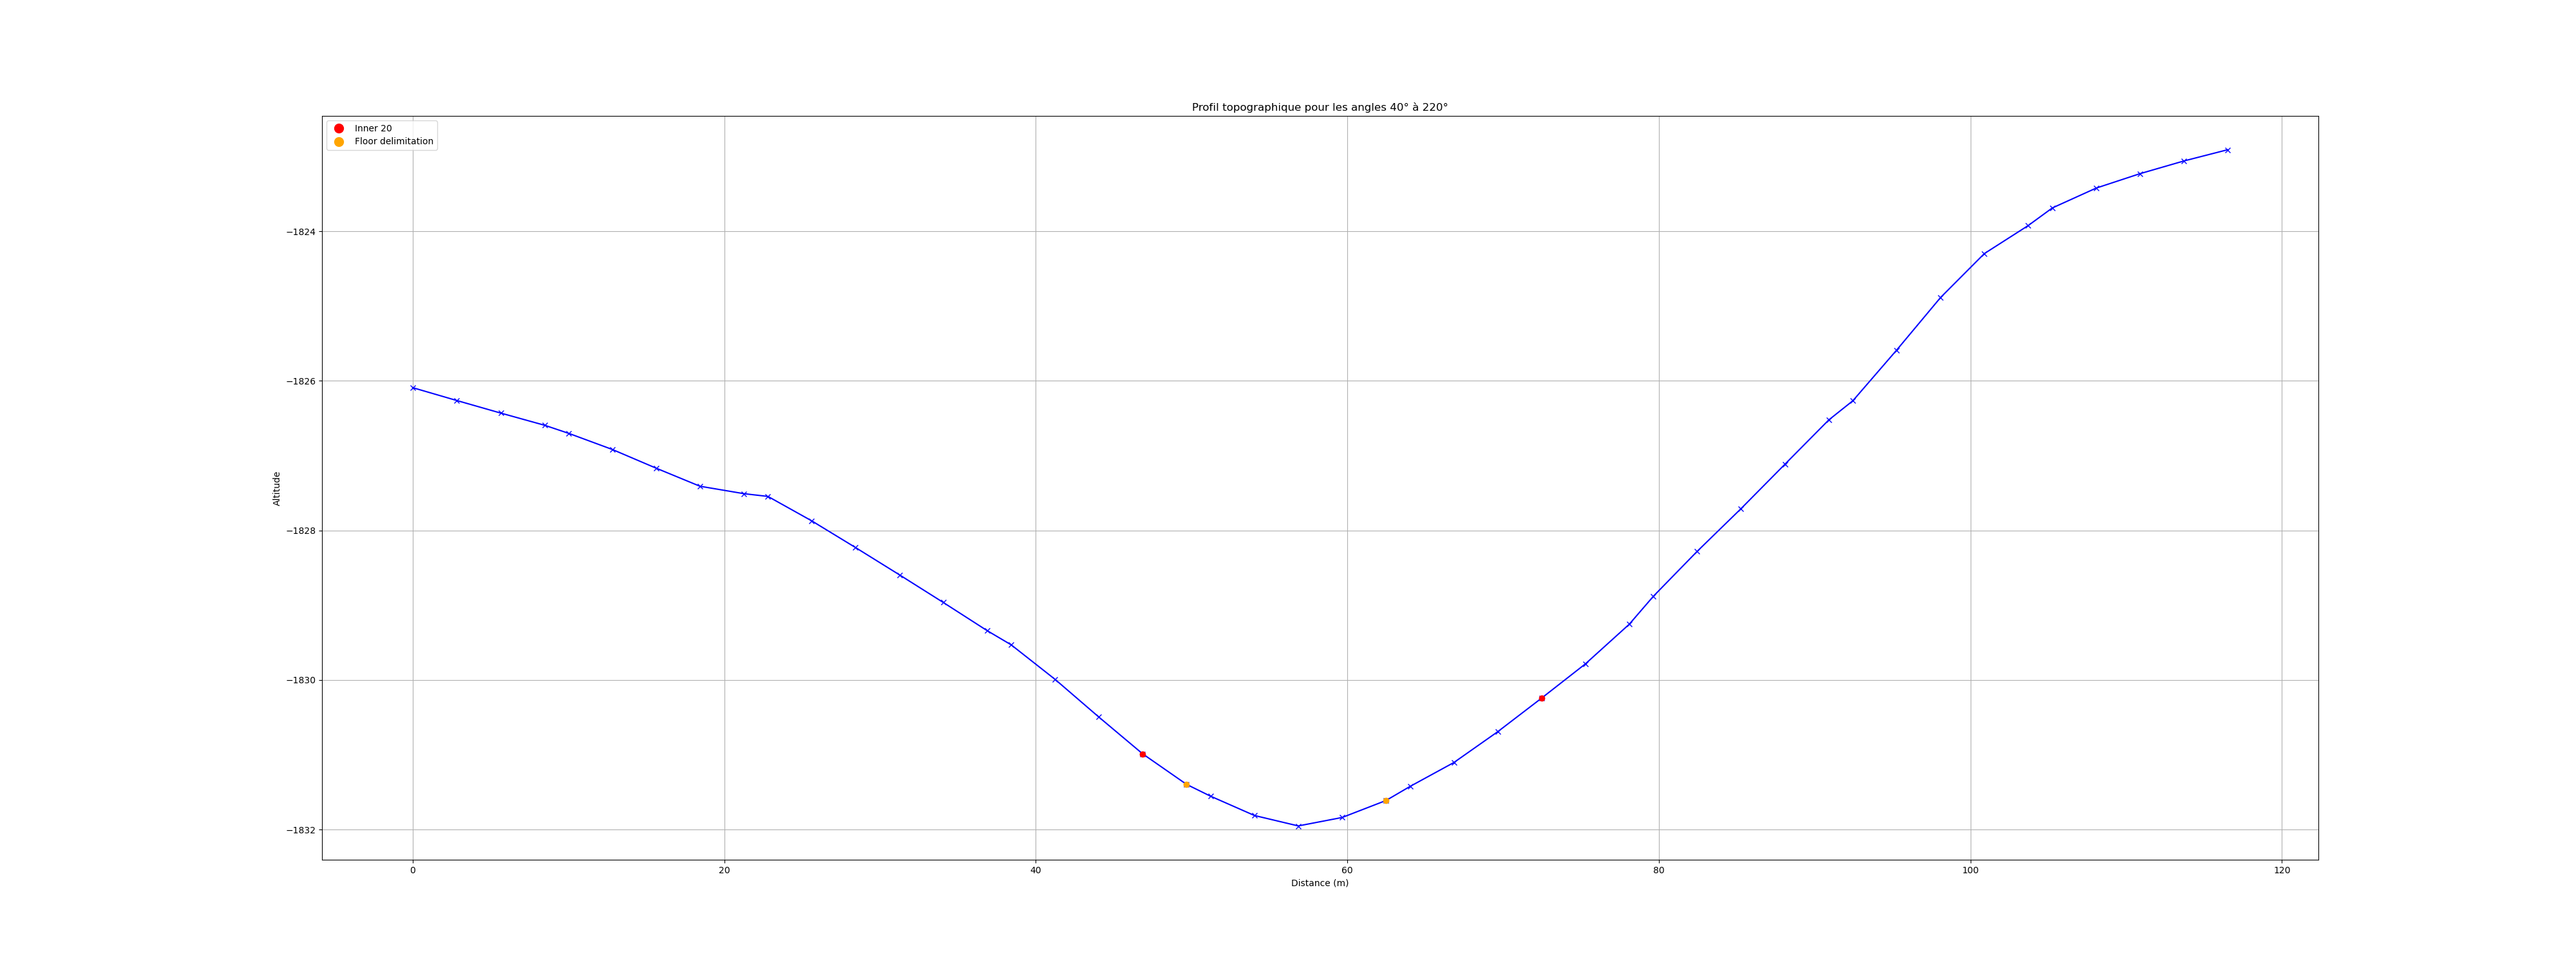 Profil topographique pour les angles 40° à 220°
Inner 20
Floor delimitation
−1824
−1826
−1828
−1830
−1832
Altitude
0 20 40 60 80 100 120
Distance (m)